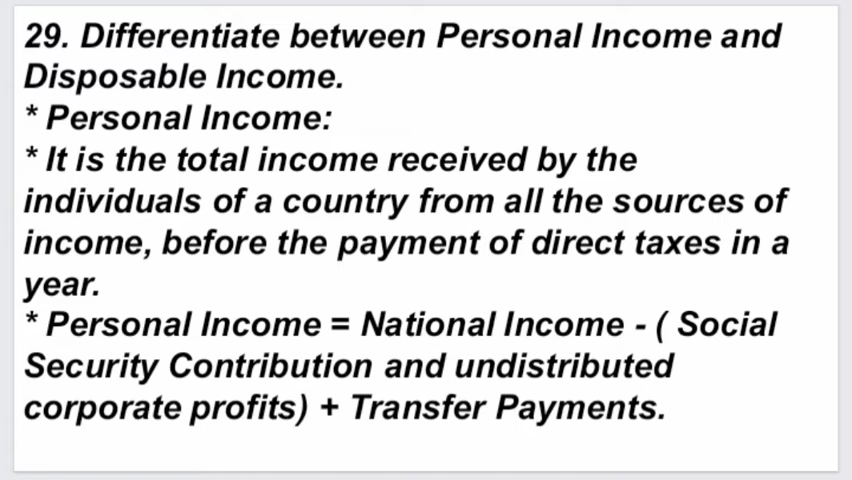 29. Differentiate between Personal Income and
Disposable Income.
* Personal Income:
* It is the total income received by the
individuals of a country from all the sources of
income, before the payment of direct taxes in a
year.
* Personal Income = National Income - ( Social
Security Contribution and undistributed
corporate profits) + Transfer Payments.